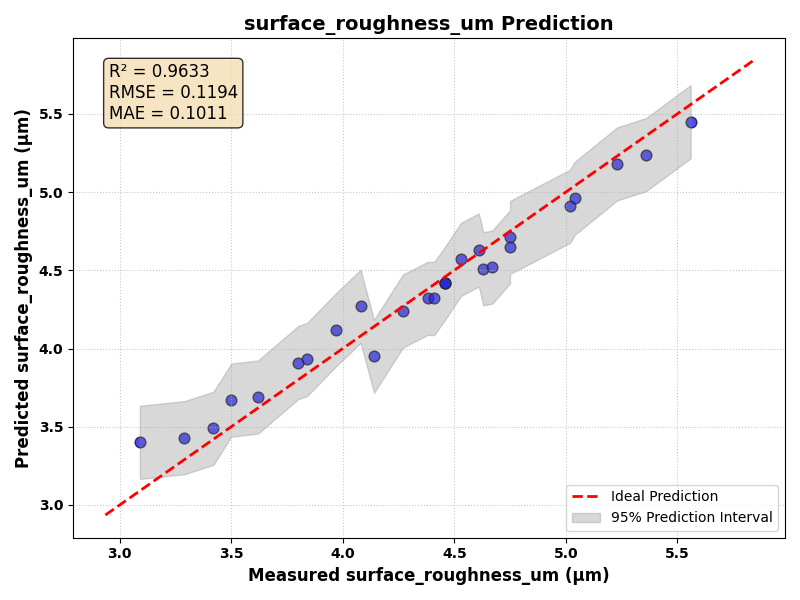 surface_roughness_um Prediction
R² = 0.9633
RMSE = 0.1194
MAE = 0.1011
Predicted surface_roughness_um (µm)
5.5
5.0
4.5
4.0
3.5
3.0
3.0 3.5 4.0 4.5 5.0 5.5
Measured surface_roughness_um (µm)
Ideal Prediction
95% Prediction Interval